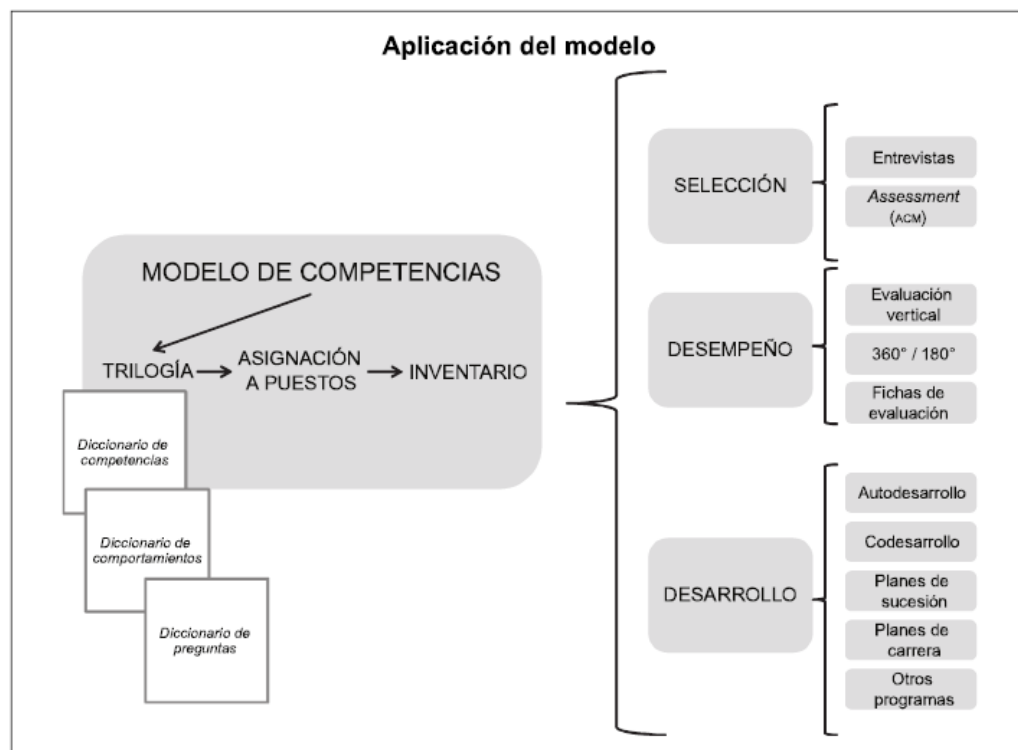 Aplicación del modelo
MODELO DE COMPETENCIAS
TRILOGÍA
ASIGNACIÓN
A PUESTOS
INVENTARIO
Diccionario de
competencias
Diccionario de
comportamientos
Diccionario de
preguntas
SELECCIÓN
Entrevistas
Assessment
(ACM)
DESEMPEÑO
Evaluación
vertical
360° / 180°
Fichas de
evaluación
DESARROLLO
Autodesarrollo
Codesarrollo
Planes de
sucesión
Planes de
carrera
Otros
programas